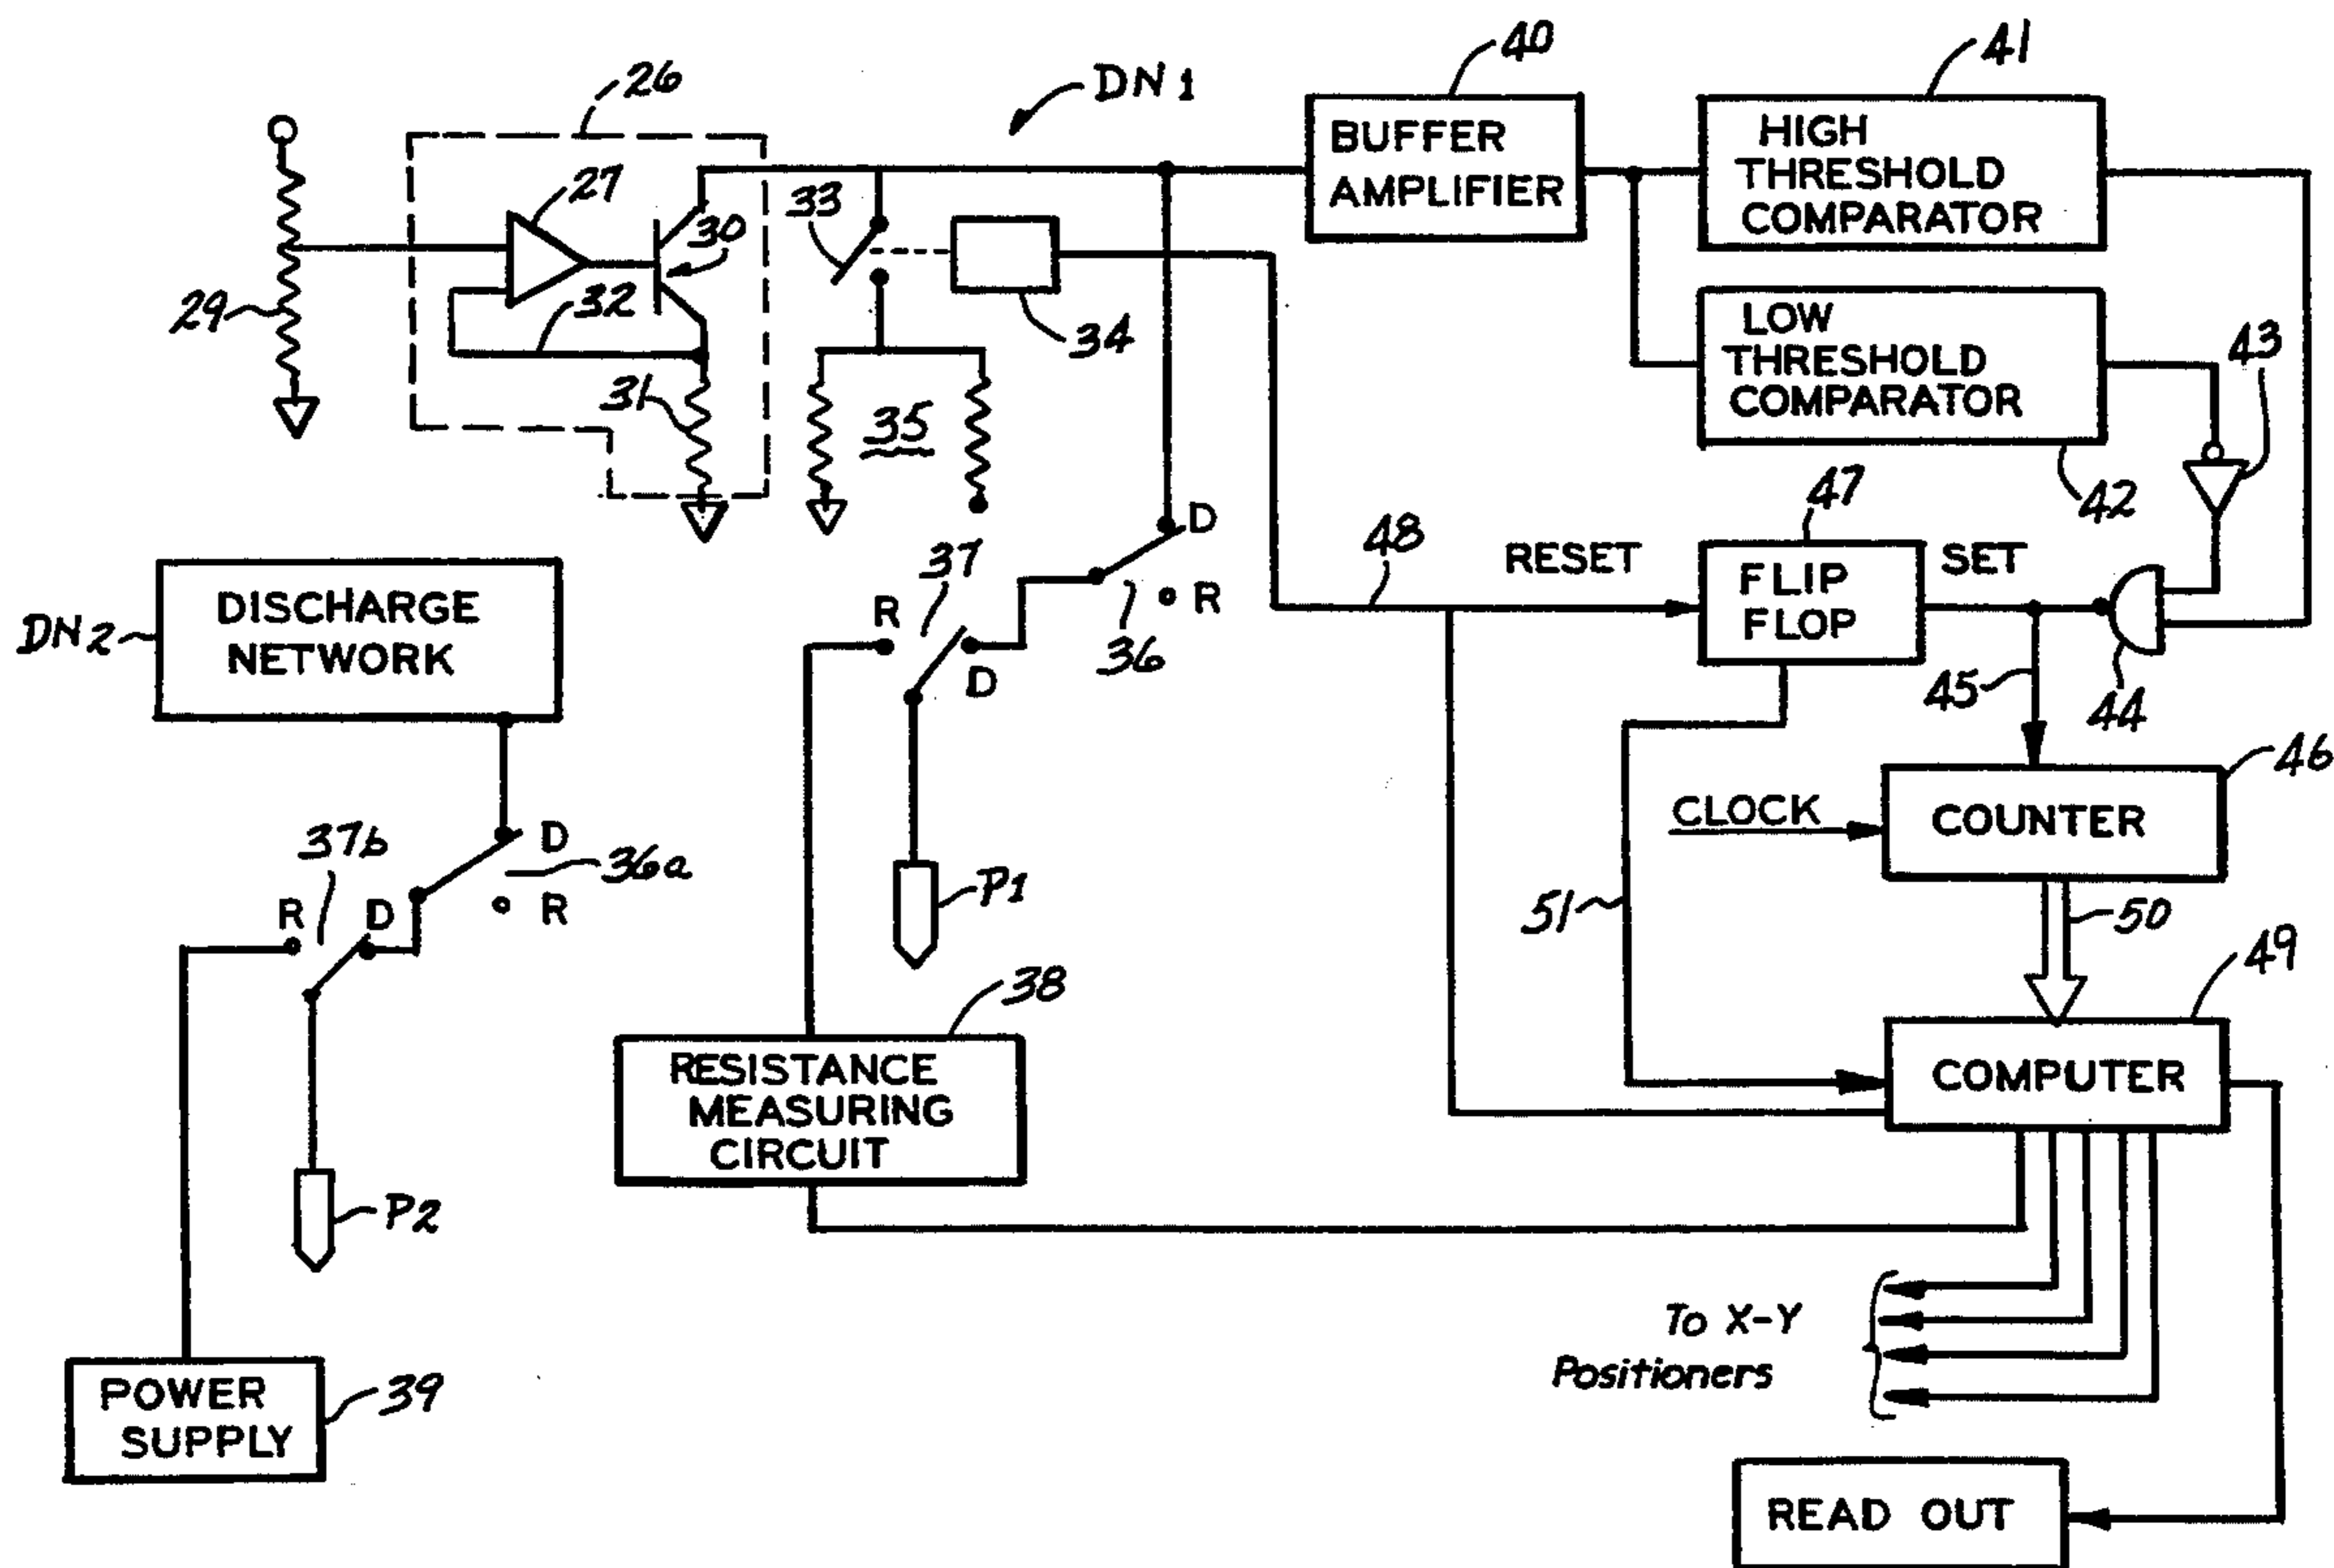 26
DN1
40
41
BUFFER
AMPLIFIER
HIGH
THRESHOLD
COMPARATOR
27
30
33
29
32
34
31
35
LOW
THRESHOLD
COMPARATOR
43
42
47
D
R
36
37
R
D
48
RESET
FLIP
FLOP
SET
44
45
DN2
DISCHARGE
NETWORK
46
CLOCK
COUNTER
37b
D
36a
R
R
D
P1
51
50
49
38
RESISTANCE
MEASURING
CIRCUIT
COMPUTER
P2
To X-Y
Positioners
POWER
SUPPLY
39
READ OUT